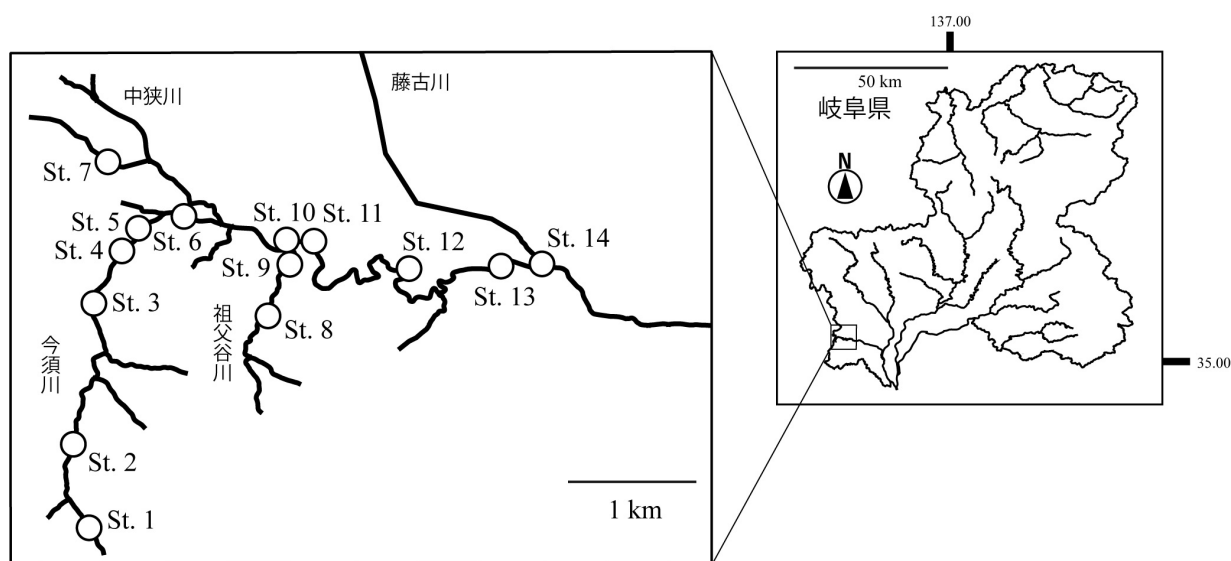 中狭川
藤古川
St. 7
St. 5
St. 4
St. 6
St. 10
St. 11
St. 9
St. 12
St. 14
St. 13
St. 3
St. 8
祖父谷川
今須川
St. 2
St. 1
1 km
137.00
50 km
岐阜県
N
35.00